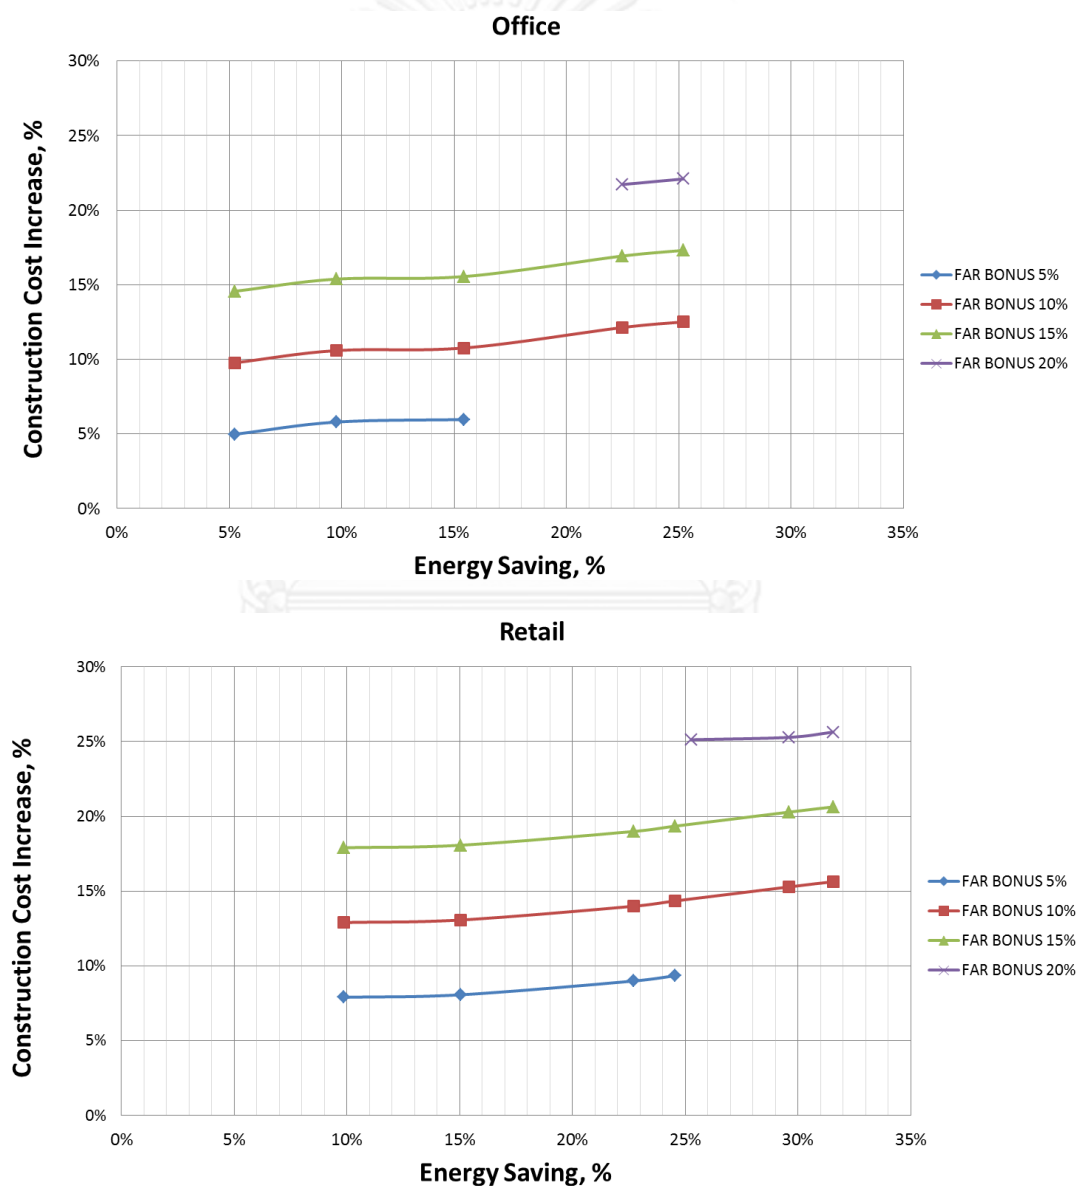 Office
Construction Cost Increase, %
30%
25%
20%
15%
10%
5%
0%
0% 5% 10% 15% 20% 25% 30% 35%
Energy Saving, %
FAR BONUS 5%
FAR BONUS 10%
FAR BONUS 15%
FAR BONUS 20%
Retail
Construction Cost Increase, %
30%
25%
20%
15%
10%
5%
0%
0% 5% 10% 15% 20% 25% 30% 35%
Energy Saving, %
FAR BONUS 5%
FAR BONUS 10%
FAR BONUS 15%
FAR BONUS 20%